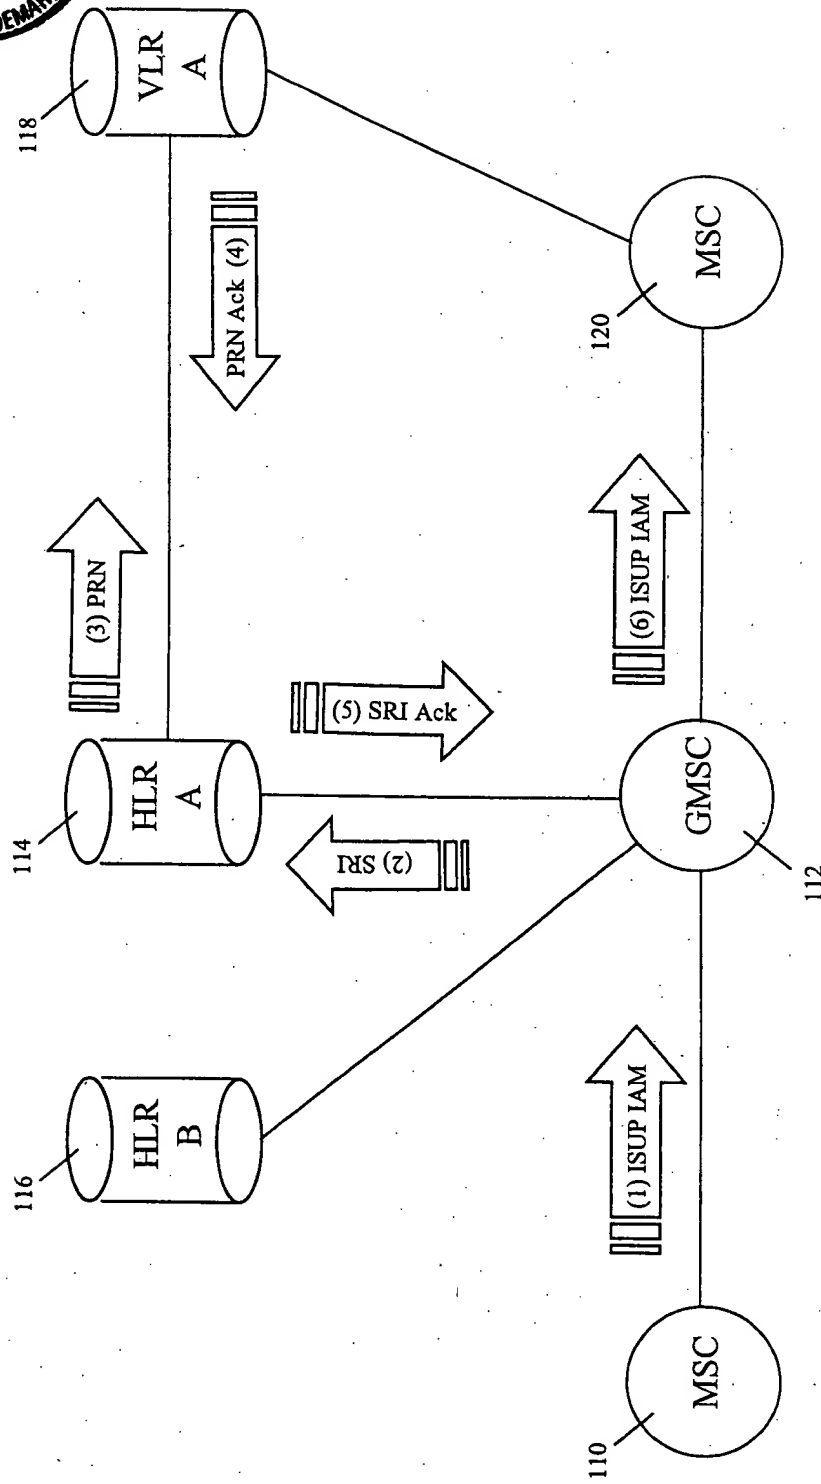 DEMAR
116
HLR
B
114
HLR
A
118
VLR
A
(3) PRN
PRN Ack (4)
(2) SRI
(5) SRI Ack
(1) ISUP IAM
(6) ISUP IAM
110
MSC
GMSC
112
120
MSC